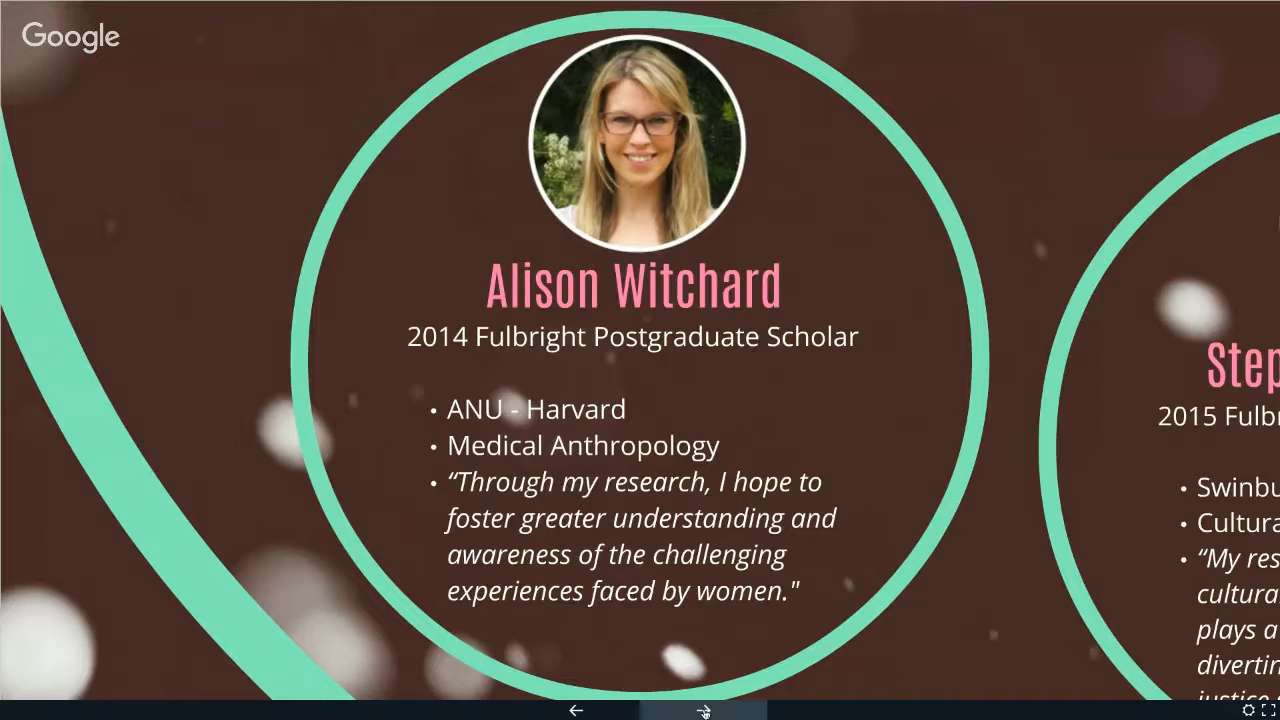 Google
Alison Witchard
2014 Fulbright Postgraduate Scholar
• ANU - Harvard
• Medical Anthropology
• “Through my research, I hope to
foster greater understanding and
awareness of the challenging
experiences faced by women."
Step
2015 Fulb
• Swinbu
• Cultura
• “My res
cultura
plays a
divertin
justice